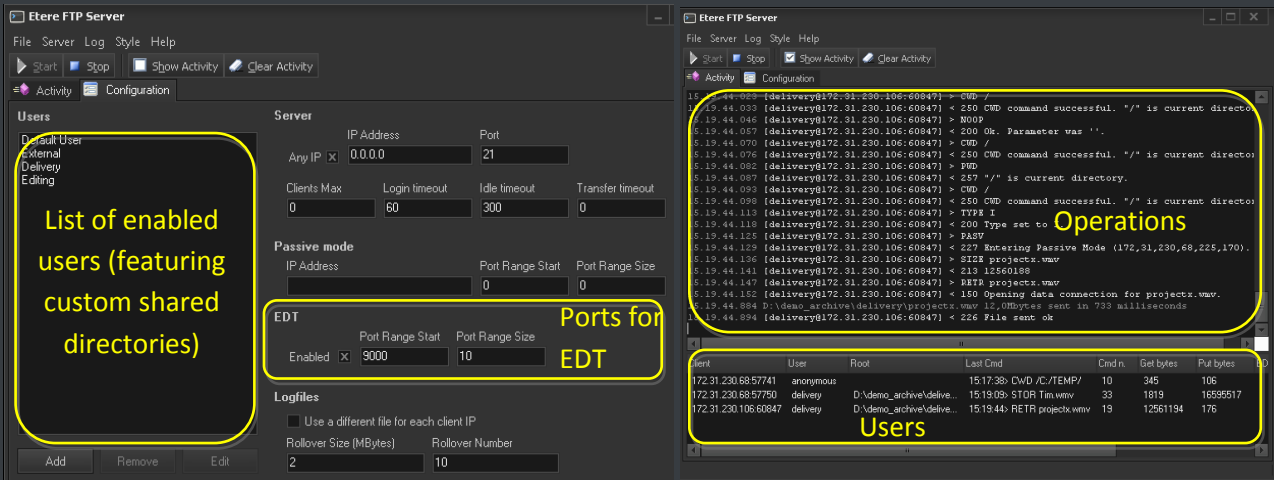 Etere FTP Server
File Server Log Style Help
Start Stop Show Activity Clear Activity
Activity Configuration
Users
Default User
External
Delivery
Editing
List of enabled
users (featuring
custom shared
directories)
Add Remove Edit
Server
IP Address Port
Any IP 0.0.0.0 21
Clients Max Login timeout Idle timeout Transfer timeout
0 60 300 0
Passive mode
IP Address Port Range Start Port Range Size
0 0
EDT
Port Range Start Port Range Size
Enabled 9000 10
Ports for
EDT
Logfiles
Use a different file for each client IP
Rollover Size (MBytes) Rollover Number
2 10
Etere FTP Server
File Server Log Style Help
Start Stop Show Activity Clear Activity
Activity Configuration
15.19.44.023 [delivery@172.31.230.106:60847] > CWD /
15.19.44.033 [delivery@172.31.230.106:60847] < 250 CWD command successful. "/" is current director
15.19.44.046 [delivery@172.31.230.106:60847] > NOOP
15.19.44.057 [delivery@172.31.230.106:60847] < 200 Ok. Parameter was ''.
15.19.44.070 [delivery@172.31.230.106:60847] > CWD /
15.19.44.076 [delivery@172.31.230.106:60847] < 250 CWD command successful. "/" is current director
15.19.44.082 [delivery@172.31.230.106:60847] > PWD
15.19.44.087 [delivery@172.31.230.106:60847] < 257 "/" is current directory.
15.19.44.093 [delivery@172.31.230.106:60847] > CWD /
15.19.44.098 [delivery@172.31.230.106:60847] < 250 CWD command successful. "/" is current director
15.19.44.113 [delivery@172.31.230.106:60847] > TYPE I
15.19.44.118 [delivery@172.31.230.106:60847] < 200 Type set to
Operations
15.19.44.125 [delivery@172.31.230.106:60847] > PASV
15.19.44.129 [delivery@172.31.230.106:60847] < 227 Entering Passive Mode (172,31,230,68,225,170).
15.19.44.136 [delivery@172.31.230.106:60847] > SIZE projectx.wmv
15.19.44.141 [delivery@172.31.230.106:60847] < 213 12560188
15.19.44.147 [delivery@172.31.230.106:60847] > RETR projectx.wmv
15.19.44.152 [delivery@172.31.230.106:60847] < 150 Opening data connection for projectx.wmv.
15.19.44.884 D:\demo_archive\delivery\projectx.wmv 12,0Mbytes sent in 733 milliseconds
15.19.44.894 [delivery@172.31.230.106:60847] < 226 File sent ok
Client User Root Last Cmd Cmd n. Get bytes Put bytes
172.31.230.68:57741 anonymous 15:17:38> CWD /C:/TEMP/ 10 345 106
172.31.230.68:57750 delivery D:\demo_archive\delive... 15:19:09> STOR Tim.wmv 33 1819 16595517
172.31.230.106:60847 delivery D:\demo_archive\delive... 15:19:44> RETR projectx.wmv 19 12561194 176
Users